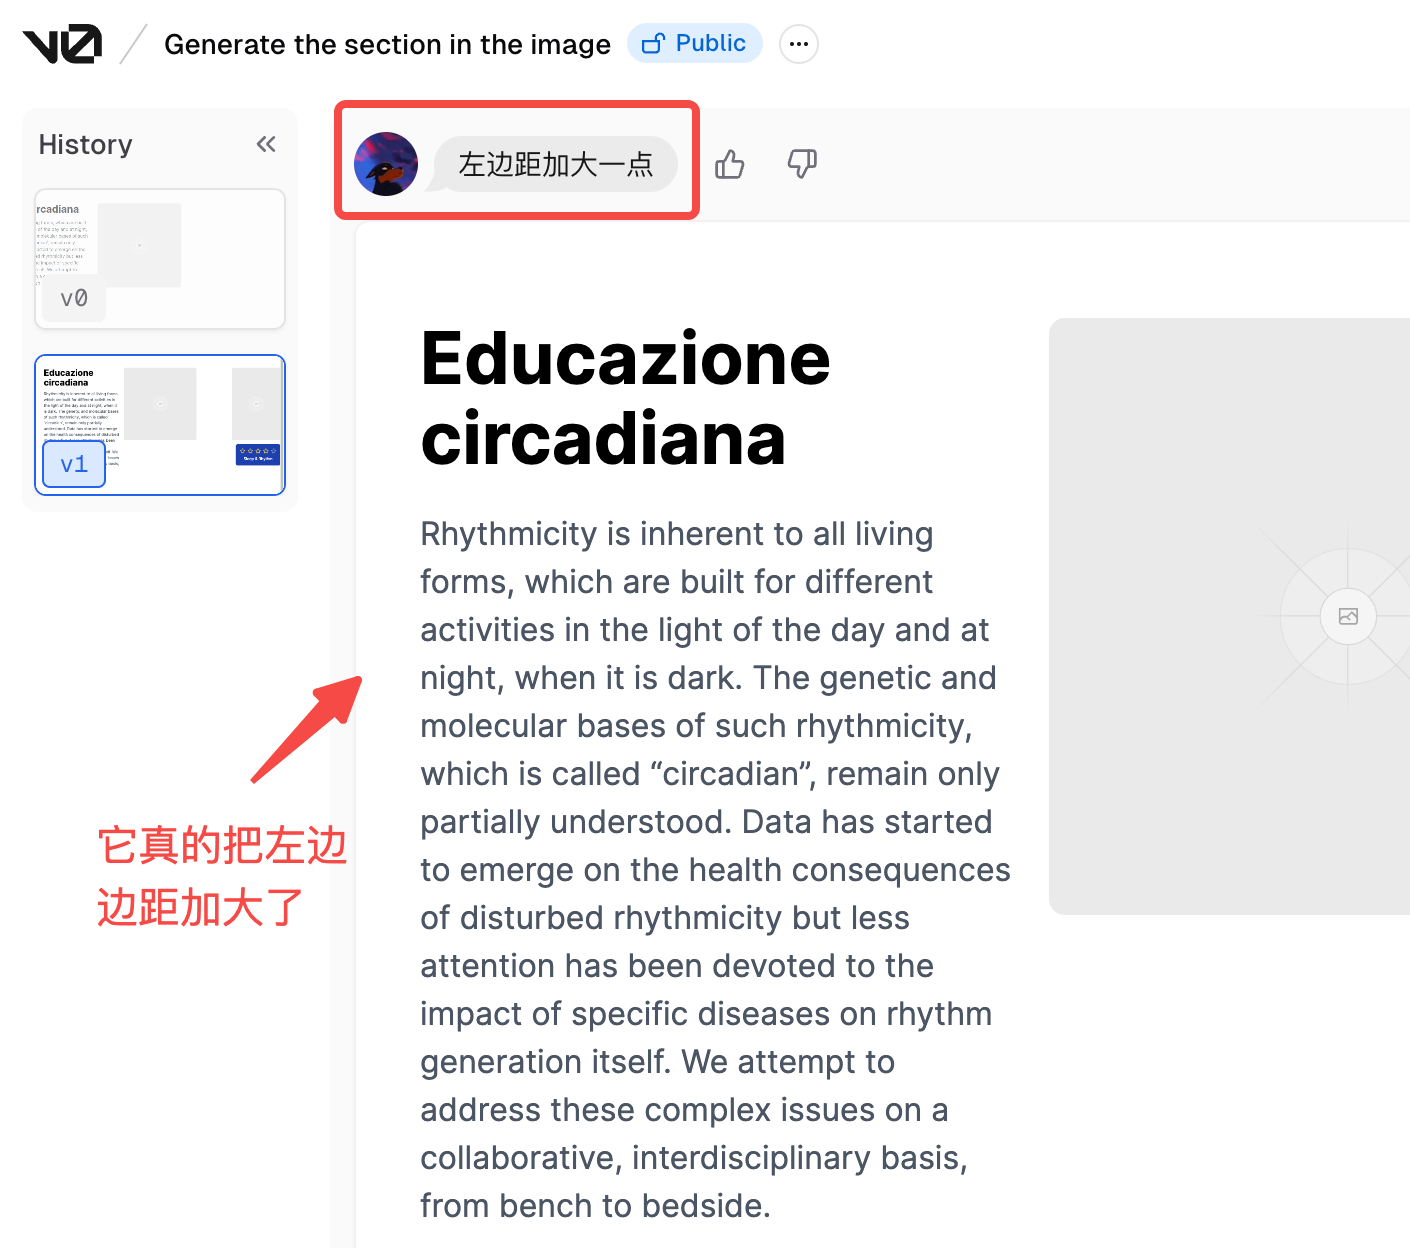 v0
Generate the section in the image
Public
History
rcadiana
v0
Educazione
circadiana
v1
左边距加大一点
Educazione
circadiana
Rhythmicity is inherent to all living
forms, which are built for different
activities in the light of the day and at
night, when it is dark. The genetic and
molecular bases of such rhythmicity,
which is called “circadian”, remain only
partially understood. Data has started
to emerge on the health consequences
of disturbed rhythmicity but less
attention has been devoted to the
impact of specific diseases on rhythm
generation itself. We attempt to
address these complex issues on a
collaborative, interdisciplinary basis,
from bench to bedside.
它真的把左边
边距加大了